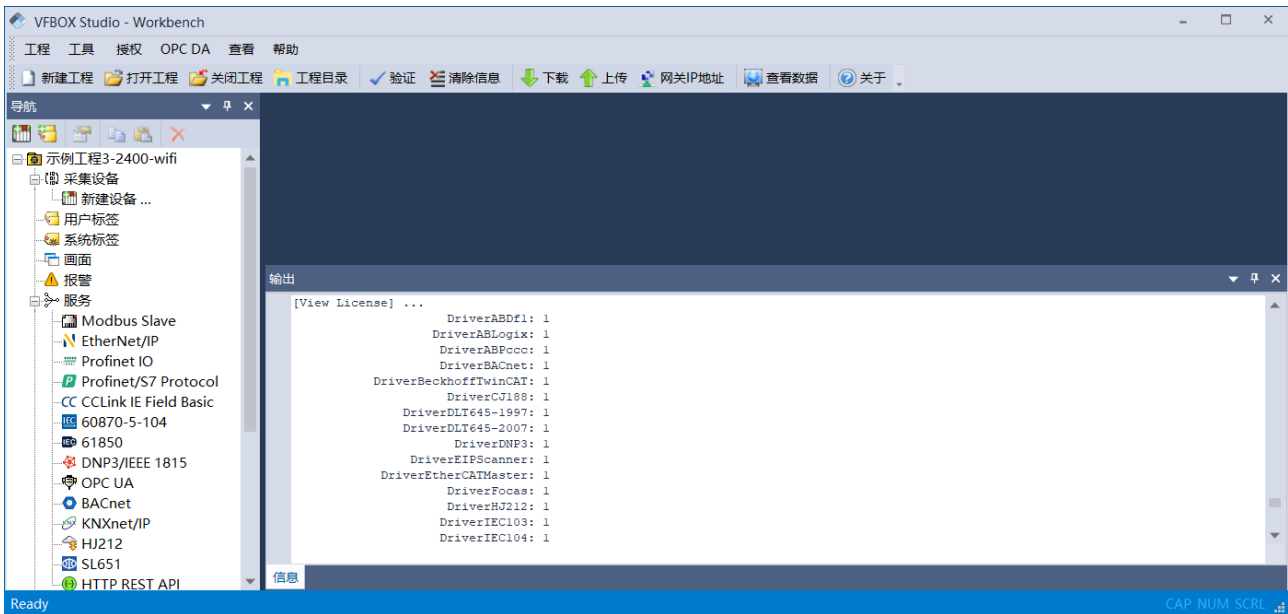 VFBOX Studio - Workbench
工程 工具 授权 OPC DA 查看 帮助
新建工程 打开工程 关闭工程 工程目录 验证 清除信息 下载 上传 网关IP地址 查看数据 关于
导航
示例工程3-2400-wifi
采集设备
新建设备 ...
用户标签
系统标签
画面
报警
服务
Modbus Slave
EtherNet/IP
Profinet IO
Profinet/S7 Protocol
CCLink IE Field Basic
60870-5-104
61850
DNP3/IEEE 1815
OPC UA
BACnet
KNXnet/IP
HJ212
SL651
HTTP REST API
输出
[View License] ...
DriverABDf1: 1
DriverABLogix: 1
DriverABPccc: 1
DriverBACnet: 1
DriverBeckhoffTwinCAT: 1
DriverCJ188: 1
DriverDLT645-1997: 1
DriverDLT645-2007: 1
DriverDNP3: 1
DriverEIPScanner: 1
DriverEtherCATMaster: 1
DriverFocas: 1
DriverHJ212: 1
DriverIEC103: 1
DriverIEC104: 1
信息
Ready
CAP NUM SCRL